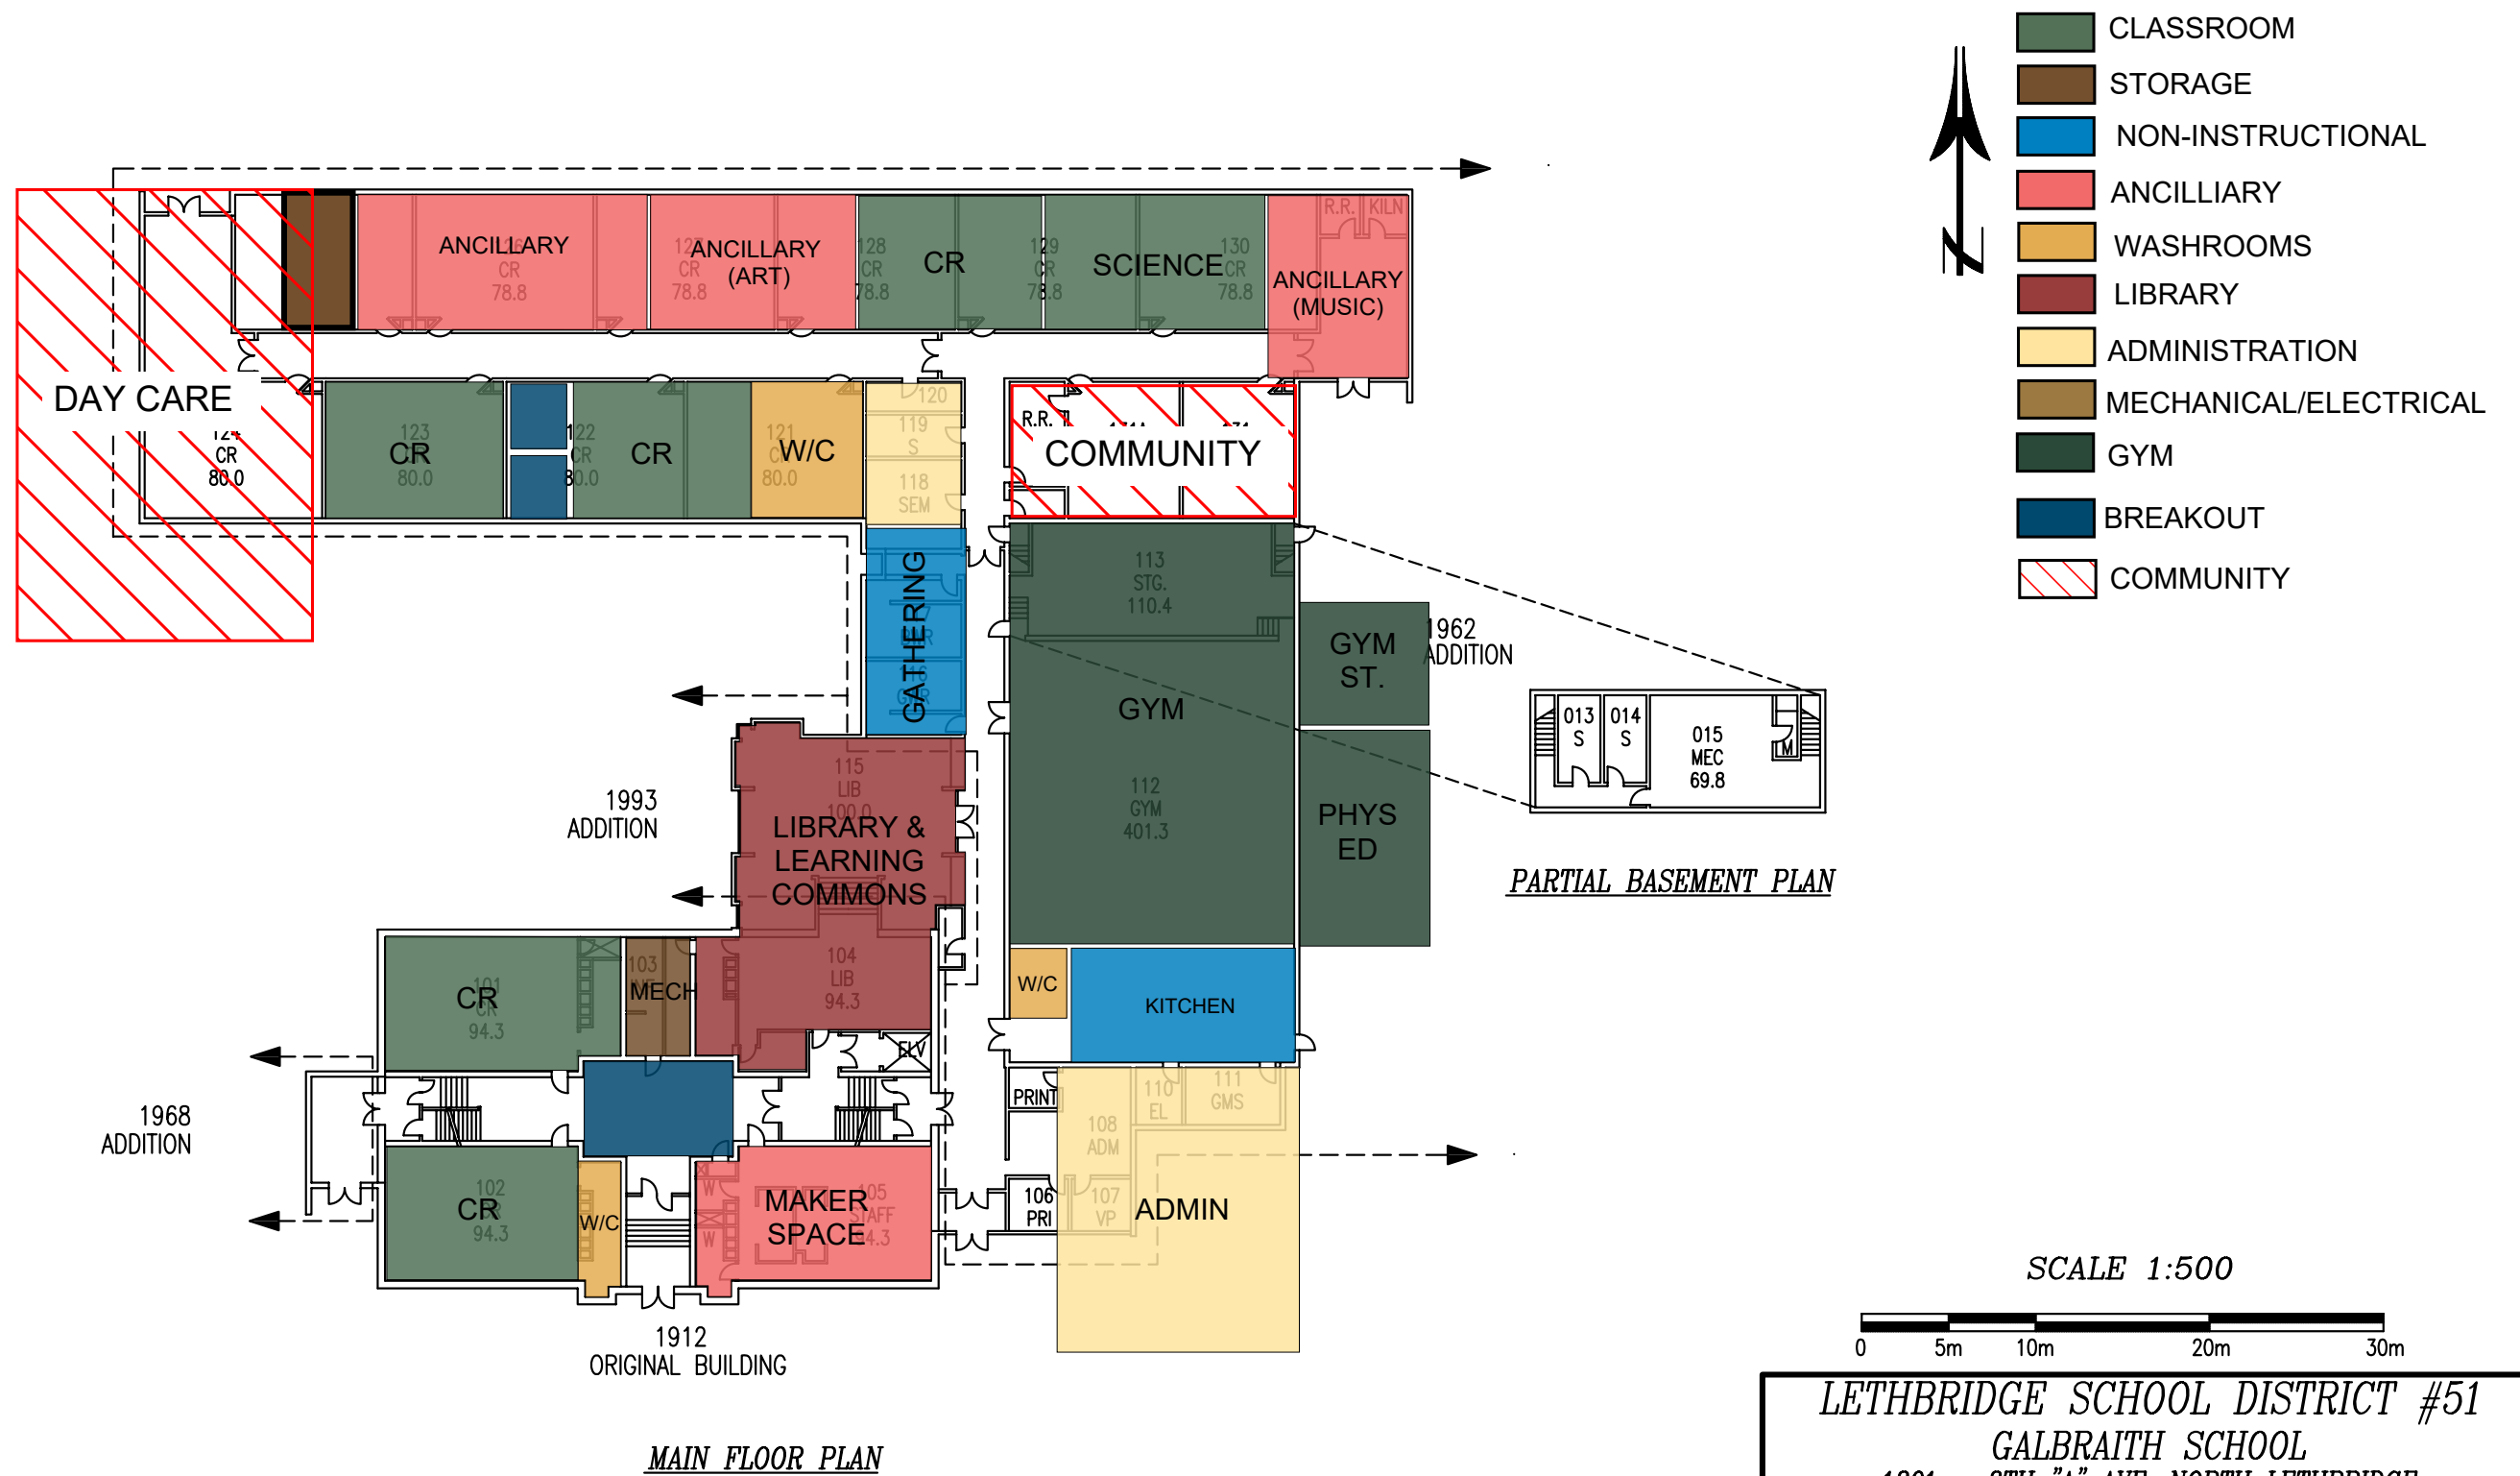 CLASSROOM
STORAGE
NON-INSTRUCTIONAL
ANCILLIARY
WASHROOMS
LIBRARY
ADMINISTRATION
MECHANICAL/ELECTRICAL
GYM
BREAKOUT
COMMUNITY
N
ANCILLARY
126
CR
78.8
ANCILLARY
(ART)
127
CR
78.8
128
CR
78.8
CR
129
CR
78.8
SCIENCE
130
CR
78.8
R.R.
KILN
ANCILLARY
(MUSIC)
DAY CARE
124
CR
80.0
123
CR
80.0
122
CR
80.0
CR
121
W/C
80.0
120
119
S
118
SEM
R.R.
COMMUNITY
GATHERING
116
113
STG.
110.4
GYM
112
GYM
401.3
GYM
ST.
PHYS
ED
1962
ADDITION
013
S
014
S
015
MEC
69.8
M
PARTIAL BASEMENT PLAN
1993
ADDITION
115
LIB
100.0
LIBRARY &
LEARNING
COMMONS
104
LIB
94.3
101
CR
94.3
103
MECH
ELV
W/C
KITCHEN
1968
ADDITION
PRINT
108
ADM
110
EL
111
GMS
106
PRI
107
VP
ADMIN
102
CR
94.3
W/C
W
W
MAKER
SPACE
105
STAFF
94.3
1912
ORIGINAL BUILDING
MAIN FLOOR PLAN
SCALE 1:500
0 5m 10m 20m 30m
LETHBRIDGE SCHOOL DISTRICT #51
GALBRAITH SCHOOL